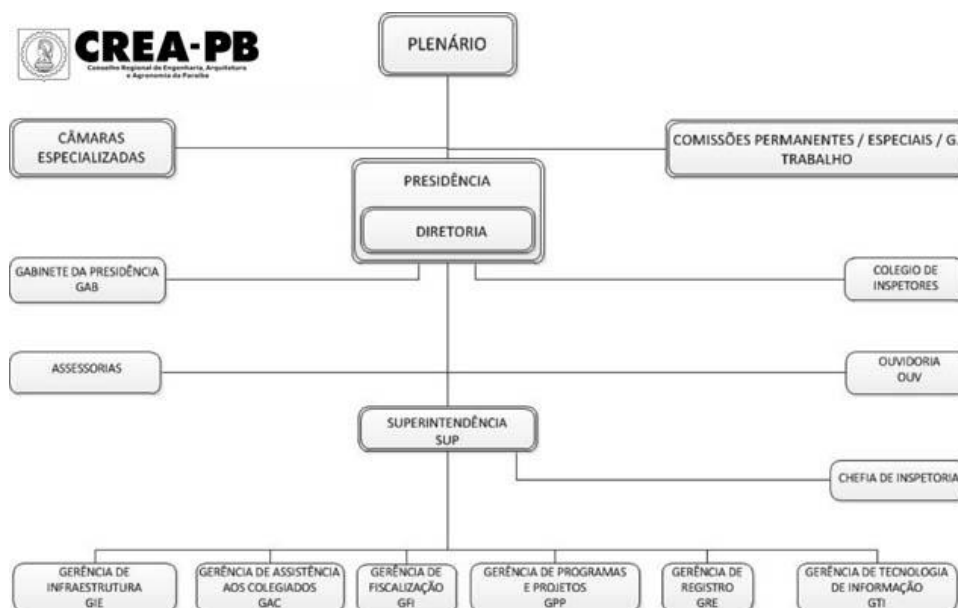 PLENÁRIO
CREA-PB
Conselho Regional de Engenharia, Arquitetura
e Agronomia da Paraíba
CÂMARAS
ESPECIALIZADAS
COMISSÕES PERMANENTES / ESPECIAIS / G
TRABALHO
PRESIDÊNCIA
DIRETORIA
GABINETE DA PRESIDÊNCIA
GAB
COLEGIO DE
INSPETORES
ASSESSORIAS
OUVIDORIA
OUV
SUPERINTENDÊNCIA
SUP
CHEFIA DE INSPETORIA
GERÊNCIA DE
INFRAESTRUTURA
GIE
GERÊNCIA DE ASSISTÊNCIA
AOS COLEGIADOS
GAC
GERÊNCIA DE
FISCALIZAÇÃO
GFI
GERÊNCIA DE PROGRAMAS
E PROJETOS
GPP
GERÊNCIA DE
REGISTRO
GRE
GERÊNCIA DE TECNOLOGIA
DE INFORMAÇÃO
GTI